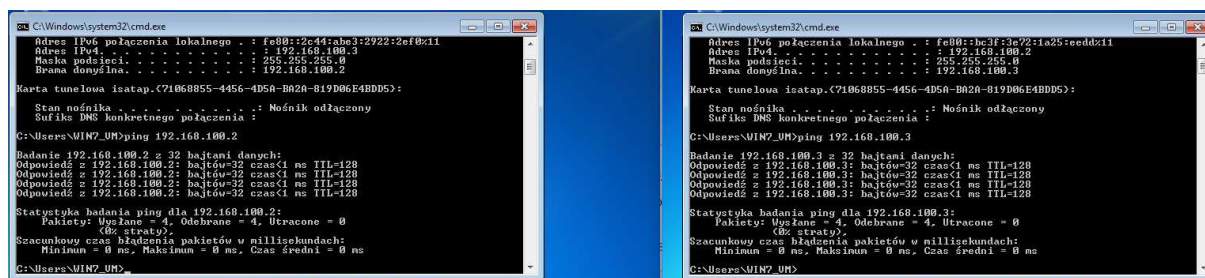 C:\Windows\system32\cmd.exe
Adres IPv6 połączenia lokalnego . : fe80::2c44:abe3:2922:2ef0%11
Adres IPv4. . . . . . . . . . . . . : 192.168.100.3
Maska podsieci. . . . . . . . . . : 255.255.255.0
Brama domyślna. . . . . . . . . . : 192.168.100.2
Karta tunelowa isatap.{71068855-4456-4D5A-BA2A-819D06E4BDD5}:
Stan nośnika . . . . . . . . . . .: Nośnik odłączony
Sufiks DNS konkretnego połączenia :
C:\Users\WIN7_VM>ping 192.168.100.2
Badanie 192.168.100.2 z 32 bajtami danych:
Odpowiedź z 192.168.100.2: bajtów=32 czas<1 ms TTL=128
Odpowiedź z 192.168.100.2: bajtów=32 czas<1 ms TTL=128
Odpowiedź z 192.168.100.2: bajtów=32 czas<1 ms TTL=128
Odpowiedź z 192.168.100.2: bajtów=32 czas<1 ms TTL=128
Statystyka badania ping dla 192.168.100.2:
Pakiety: Wysłane = 4, Odebrane = 4, Utracone = 0
(0% straty),
Szacunkowy czas błądzenia pakietów w millisekundach:
Minimum = 0 ms, Maksimum = 0 ms, Czas średni = 0 ms
C:\Users\WIN7_VM>_
C:\Windows\system32\cmd.exe
Adres IPv6 połączenia lokalnego . : fe80::bc3f:3e72:1a25:eedd%11
Adres IPv4. . . . . . . . . . . . . : 192.168.100.2
Maska podsieci. . . . . . . . . . : 255.255.255.0
Brama domyślna. . . . . . . . . . : 192.168.100.3
Karta tunelowa isatap.{71068855-4456-4D5A-BA2A-819D06E4BDD5}:
Stan nośnika . . . . . . . . . . .: Nośnik odłączony
Sufiks DNS konkretnego połączenia :
C:\Users\WIN7_VM>ping 192.168.100.3
Badanie 192.168.100.3 z 32 bajtami danych:
Odpowiedź z 192.168.100.3: bajtów=32 czas<1 ms TTL=128
Odpowiedź z 192.168.100.3: bajtów=32 czas<1 ms TTL=128
Odpowiedź z 192.168.100.3: bajtów=32 czas<1 ms TTL=128
Odpowiedź z 192.168.100.3: bajtów=32 czas<1 ms TTL=128
Statystyka badania ping dla 192.168.100.3:
Pakiety: Wysłane = 4, Odebrane = 4, Utracone = 0
(0% straty),
Szacunkowy czas błądzenia pakietów w millisekundach:
Minimum = 0 ms, Maksimum = 0 ms, Czas średni = 0 ms
C:\Users\WIN7_VM>